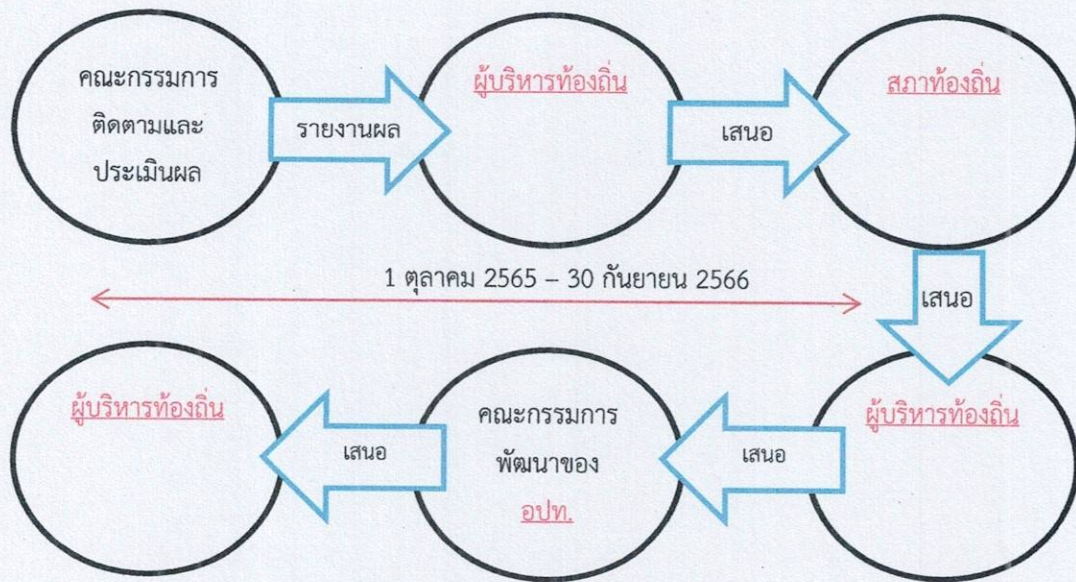 คณะกรรมการ
ติดตามและ
ประเมินผล
รายงานผล
ผู้บริหารท้องถิ่น
เสนอ
สภาท้องถิ่น
1 ตุลาคม 2565 – 30 กันยายน 2566
เสนอ
ผู้บริหารท้องถิ่น
เสนอ
คณะกรรมการ
พัฒนาของ
อปท.
เสนอ
ผู้บริหารท้องถิ่น